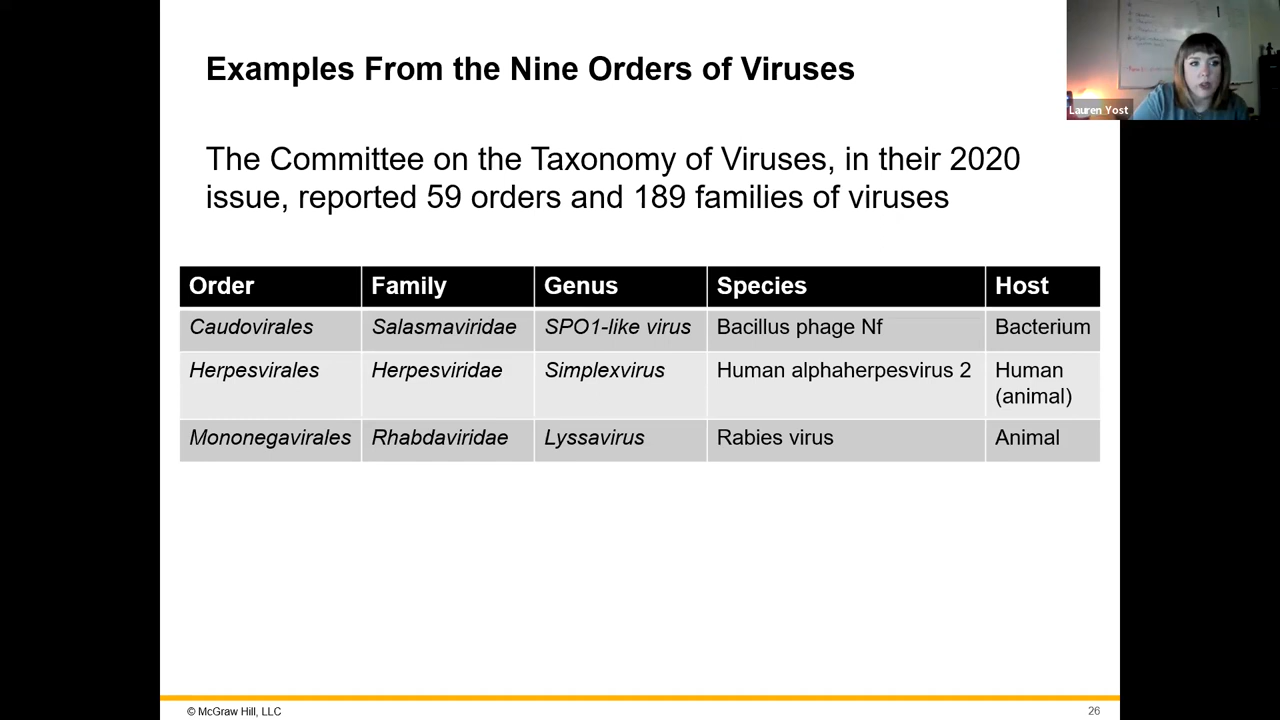 Examples From the Nine Orders of Viruses
Lauren Yost
The Committee on the Taxonomy of Viruses, in their 2020
issue, reported 59 orders and 189 families of viruses
Order Family Genus Species Host
Caudovirales Salasmaviridae SPO1-like virus Bacillus phage Nf Bacterium
Herpesvirales Herpesviridae Simplexvirus Human alphaherpesvirus 2 Human
(animal)
Mononegavirales Rhabdaviridae Lyssavirus Rabies virus Animal
© McGraw Hill, LLC
26